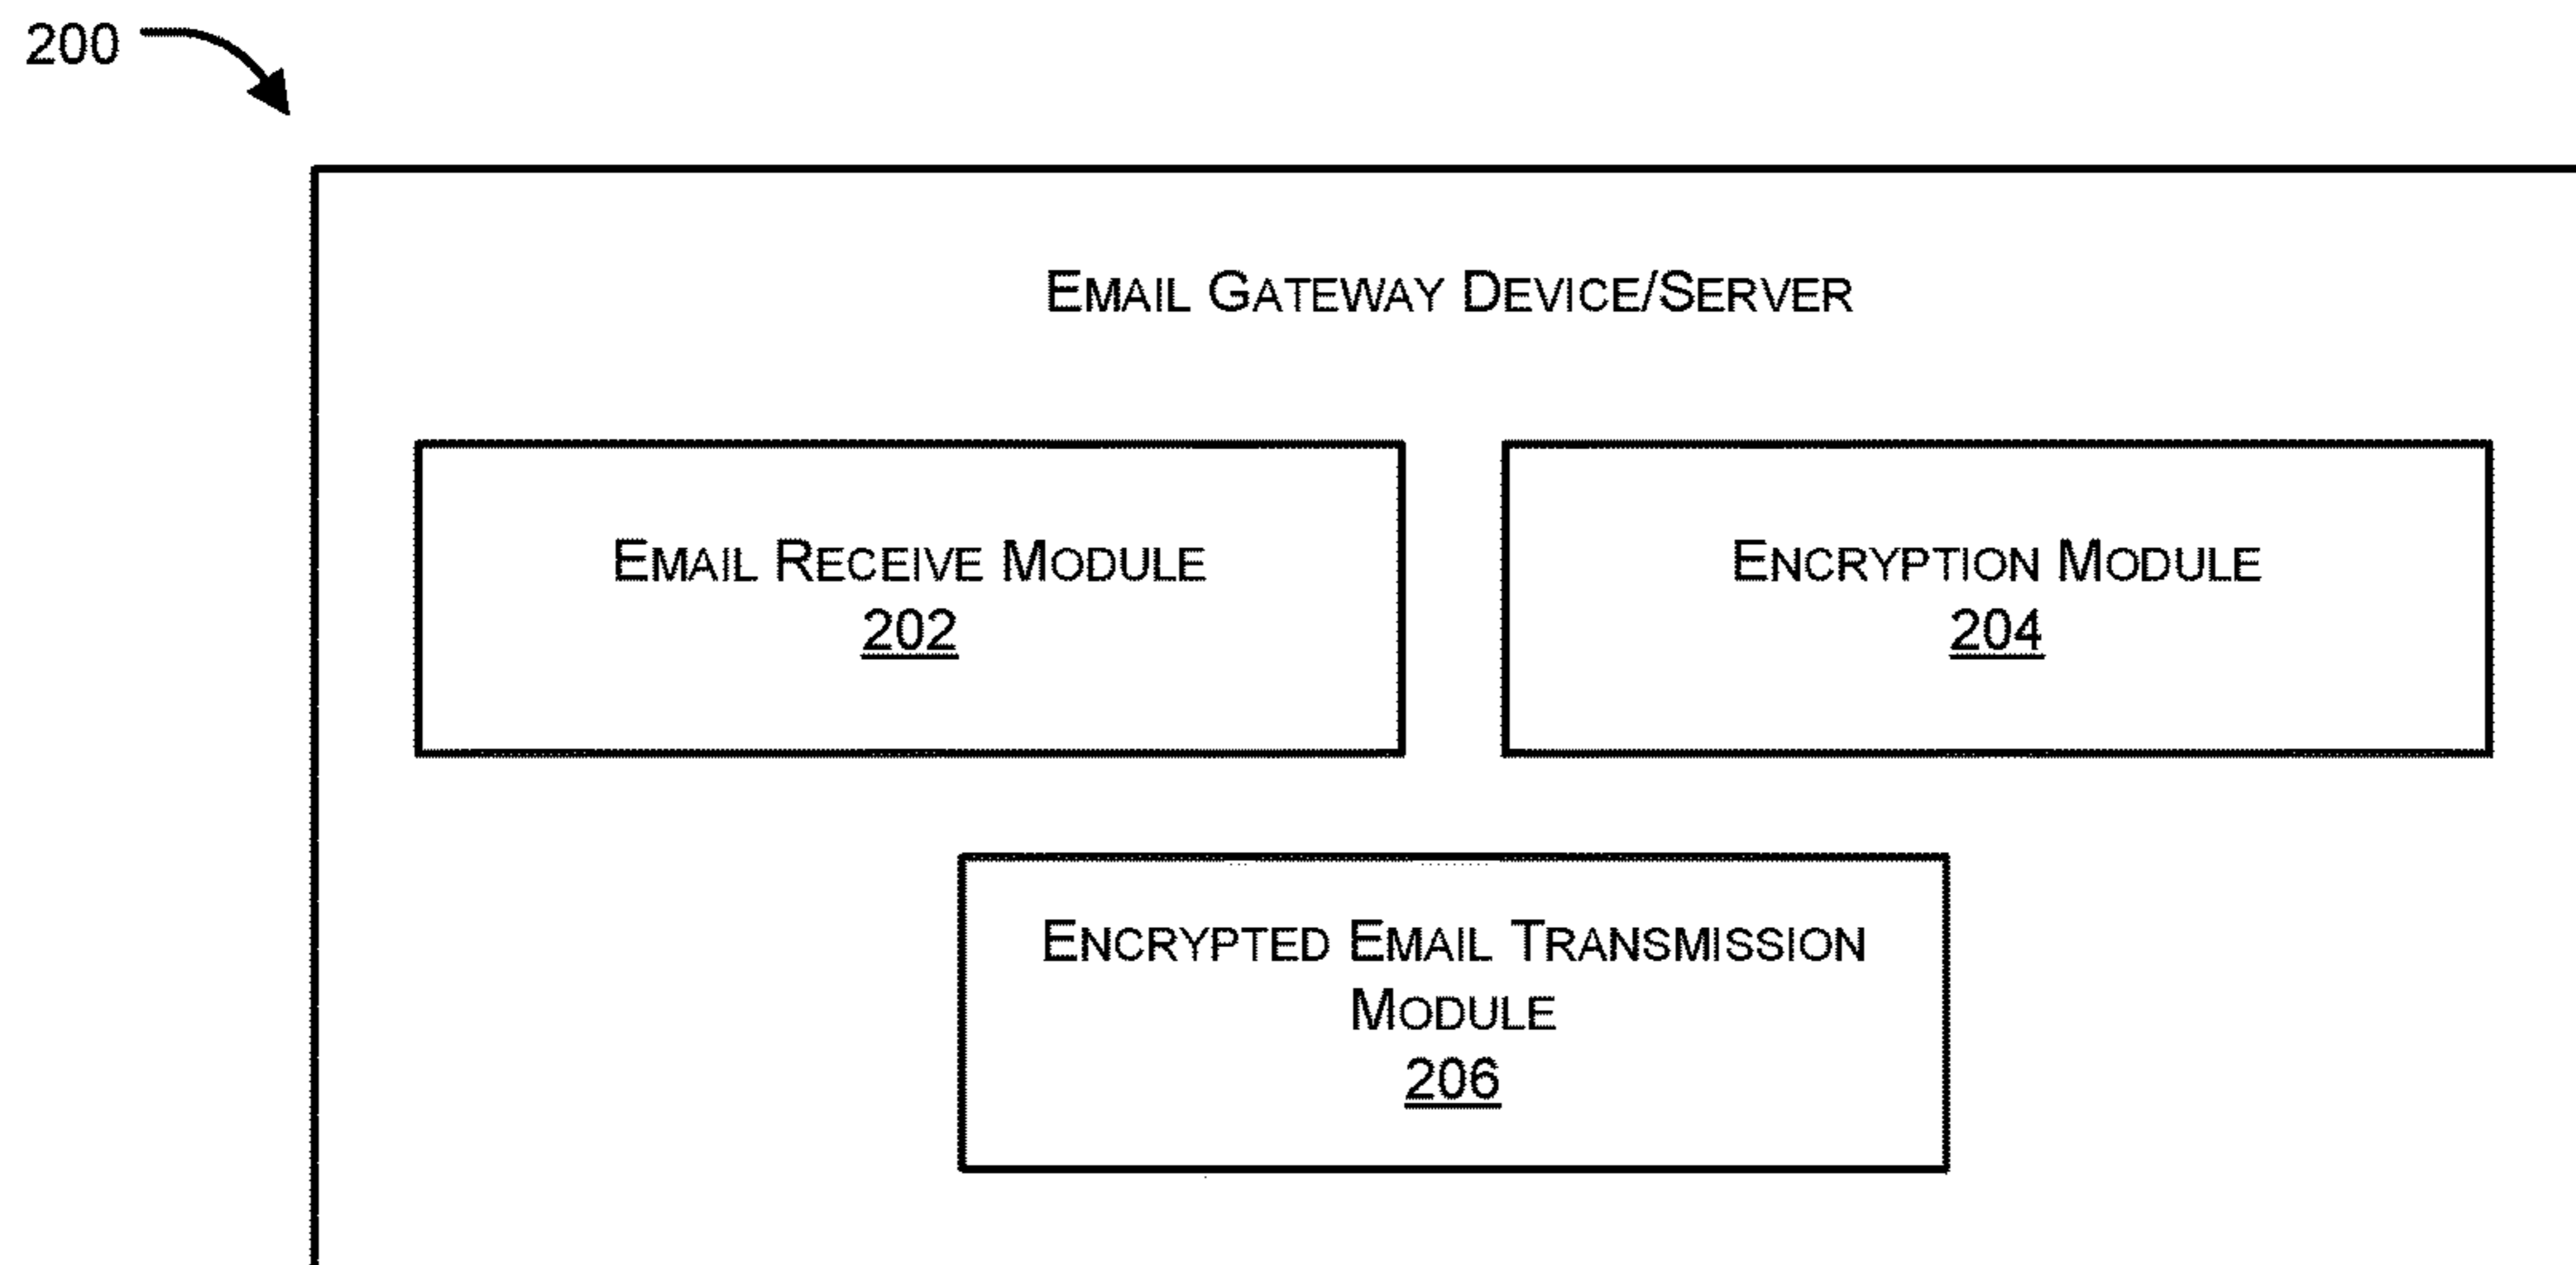 200
EMAIL GATEWAY DEVICE/SERVER
EMAIL RECEIVE MODULE
202
ENCRYPTION MODULE
204
ENCRYPTED EMAIL TRANSMISSION
MODULE
206